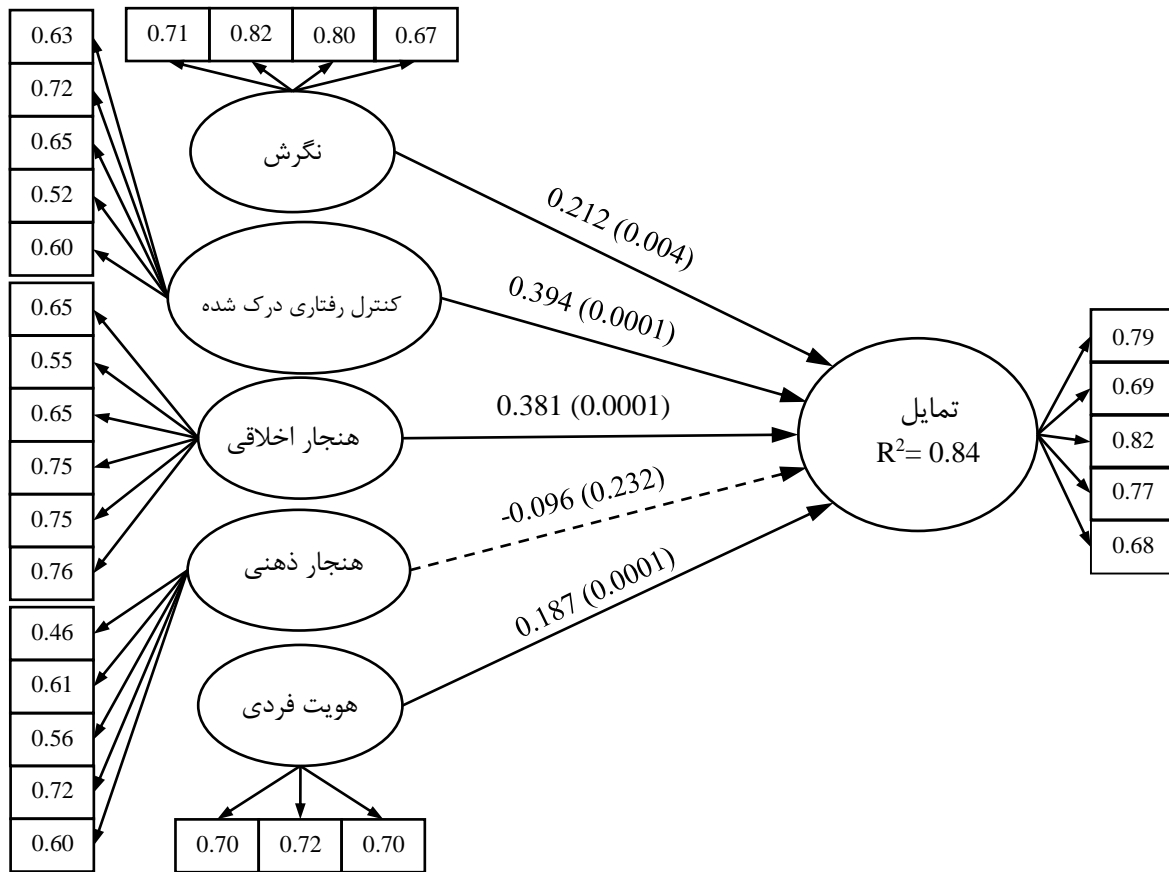 0.71 0.82 0.80 0.67
0.63
0.72
0.65
0.52
0.60
نگرش
0.212 (0.004)
کنترل رفتاری درک شده
0.394 (0.0001)
0.65
0.55
0.65
0.75
0.75
0.76
هنجار اخلاقی
0.381 (0.0001)
هنجار ذهنی
-0.096 (0.232)
0.46
0.61
0.56
0.72
0.60
هویت فردی
0.187 (0.0001)
0.70 0.72 0.70
تمایل
R²= 0.84
0.79
0.69
0.82
0.77
0.68